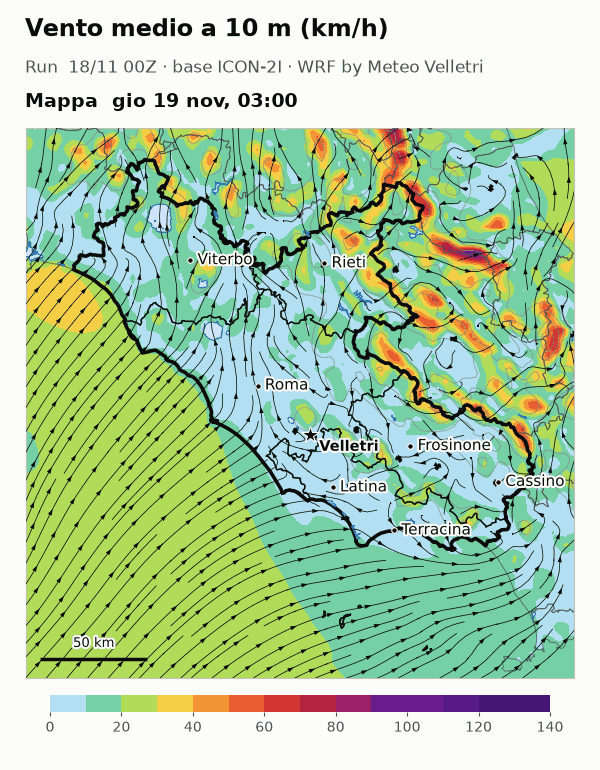 Vento medio a 10 m (km/h)
Run 18/11 00Z · base ICON-2I · WRF by Meteo Velletri
Mappa gio 19 nov, 03:00
Viterbo
Rieti
Roma
Velletri
Frosinone
Latina
Cassino
Terracina
50 km
0 20 40 60 80 100 120 140